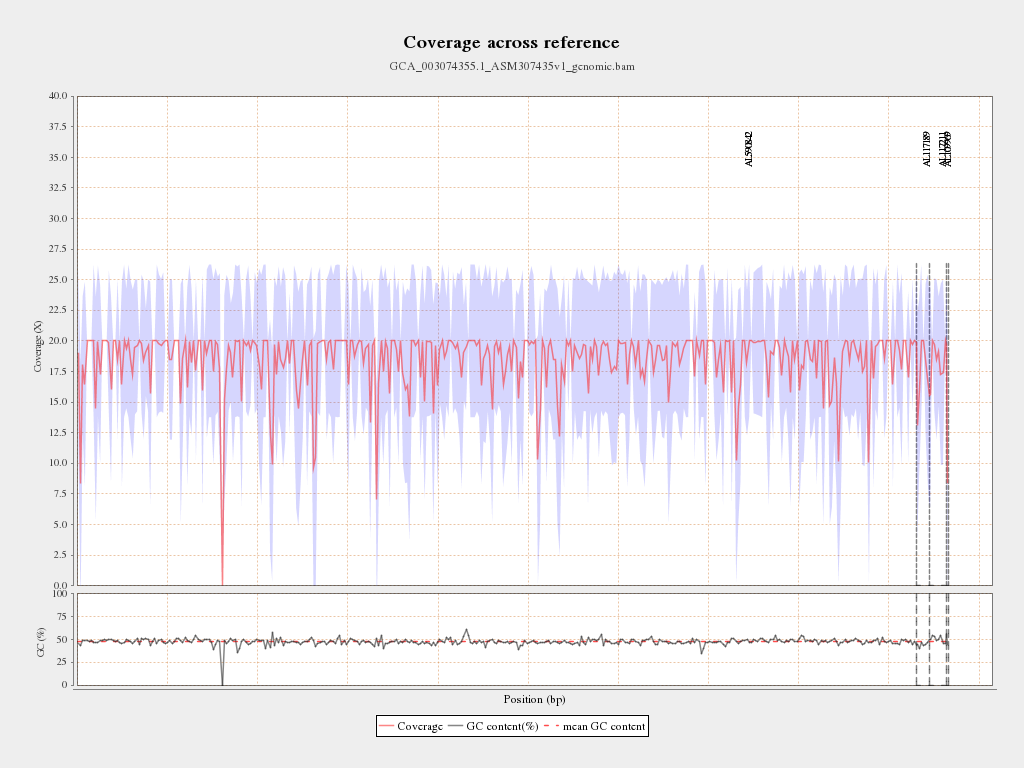 Coverage across reference
GCA_003074355.1_ASM307435v1_genomic.bam
40.0
37.5
35.0
32.5
30.0
27.5
25.0
22.5
20.0
17.5
15.0
12.5
10.0
7.5
5.0
2.5
0.0
Coverage (X)
AL590842
AL117189
AL117211
AL109969
100
75
50
25
0
GC (%)
Position (bp)
Coverage GC content(%) mean GC content